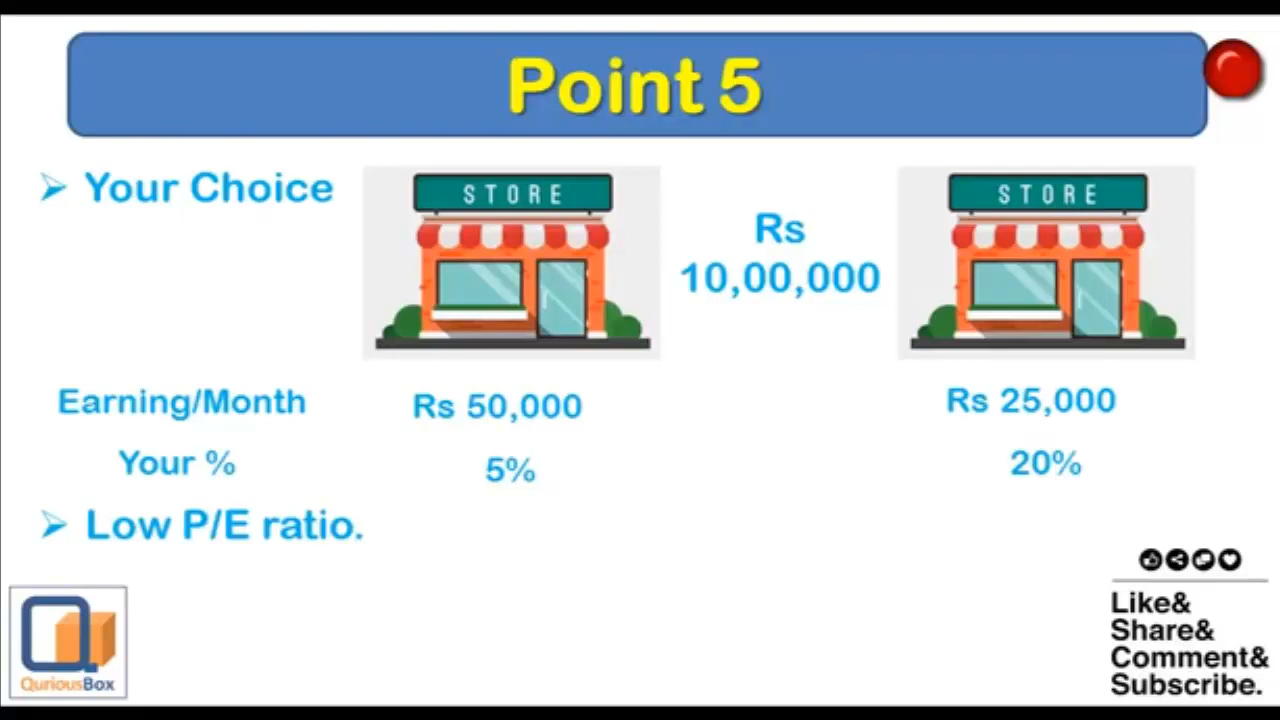 Point 5
➢ Your Choice
STORE
Rs
10,00,000
STORE
Earning/Month
Rs 50,000
Rs 25,000
Your %
5%
20%
➢ Low P/E ratio.
QuriousBox
Like&
Share&
Comment&
Subscribe.